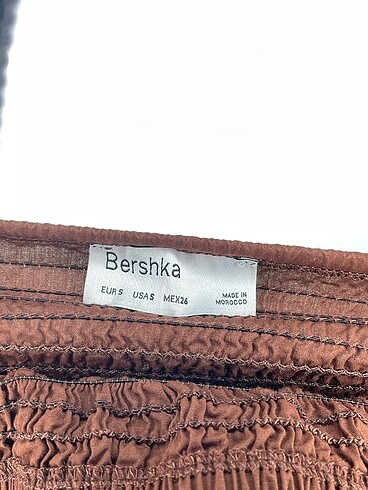 Bershka
EUR S USA S MEX 26
MADE IN
MOROCCO